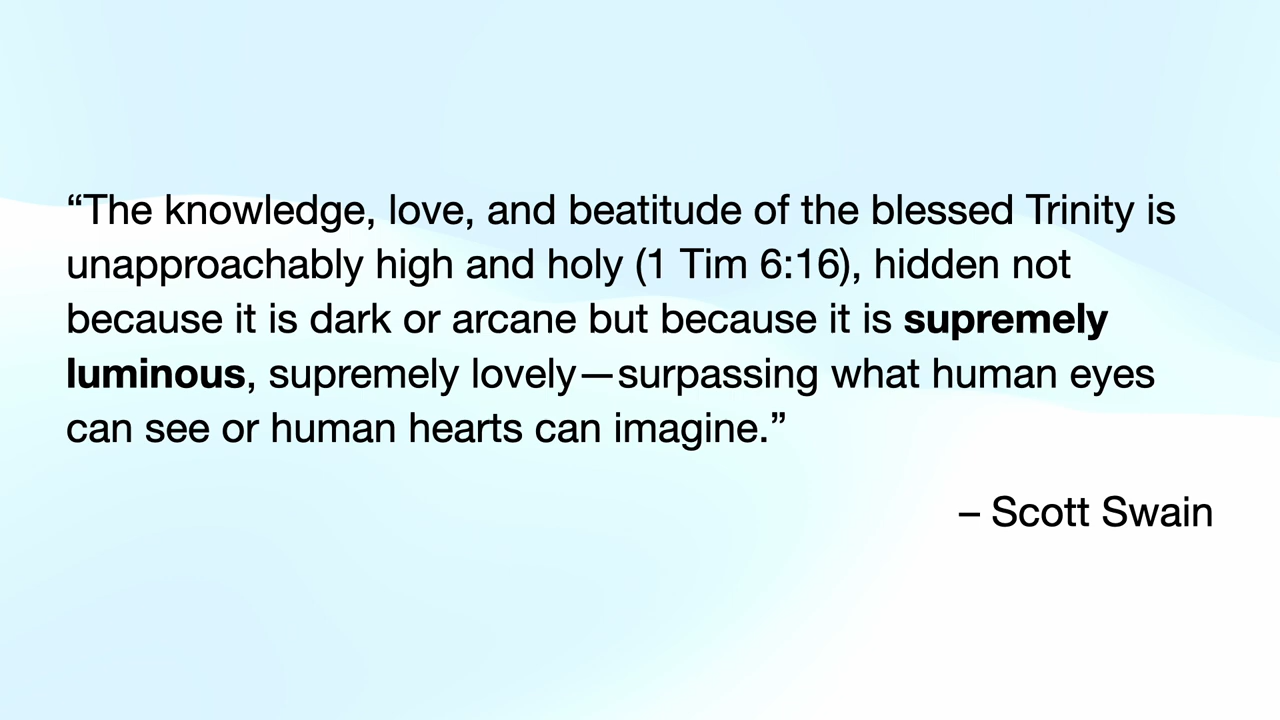 “The knowledge, love, and beatitude of the blessed Trinity is
unapproachably high and holy (1 Tim 6:16), hidden not
because it is dark or arcane but because it is supremely
luminous, supremely lovely—surpassing what human eyes
can see or human hearts can imagine.”
– Scott Swain